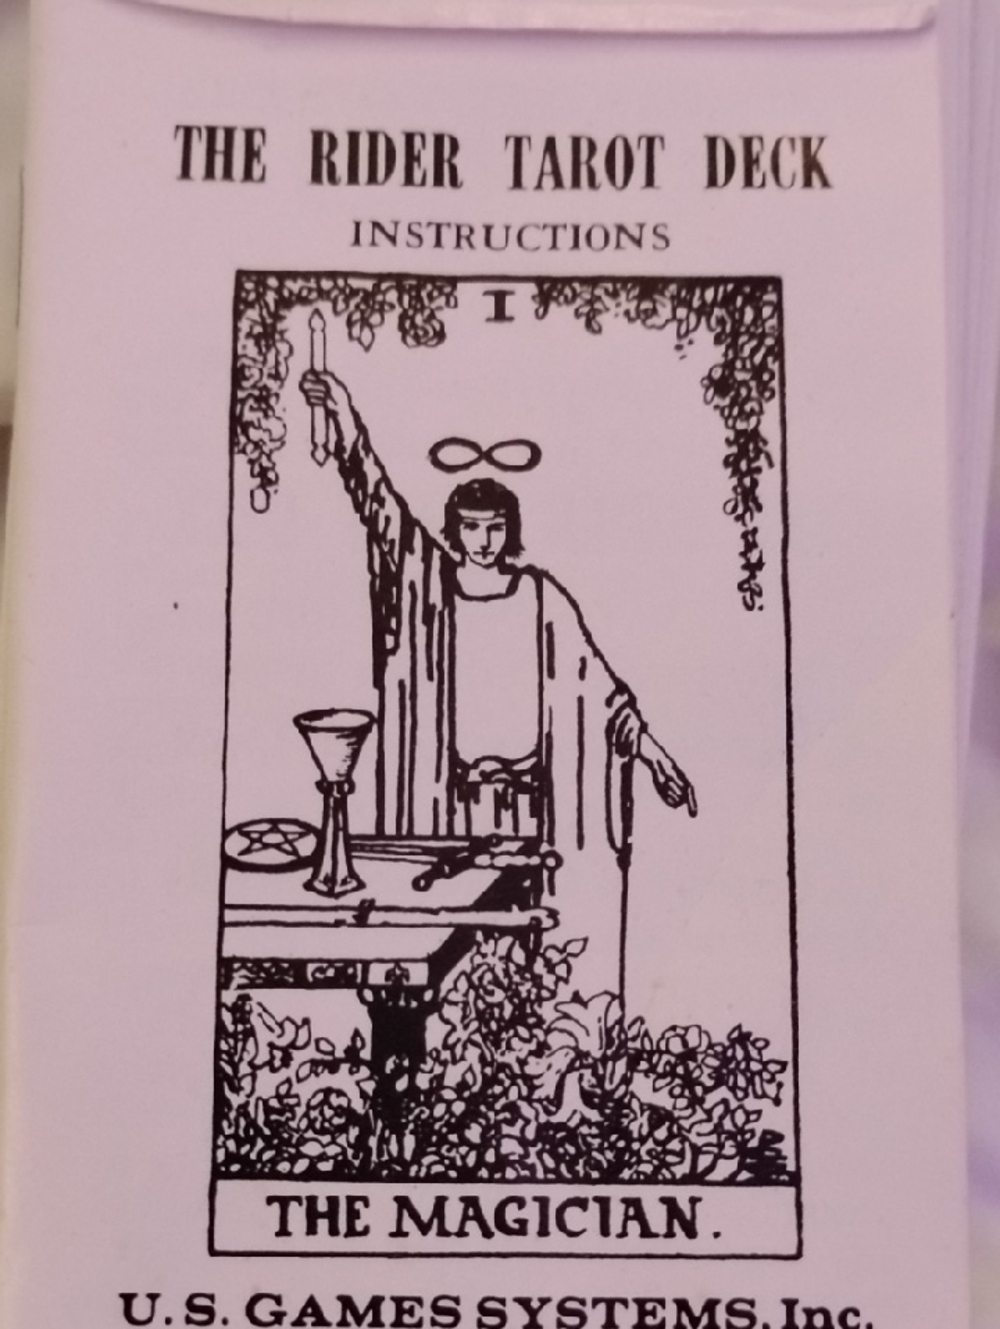 THE RIDER TAROT DECK
INSTRUCTIONS
I
THE MAGICIAN.
U.S. GAMES SYSTEMS, Inc.